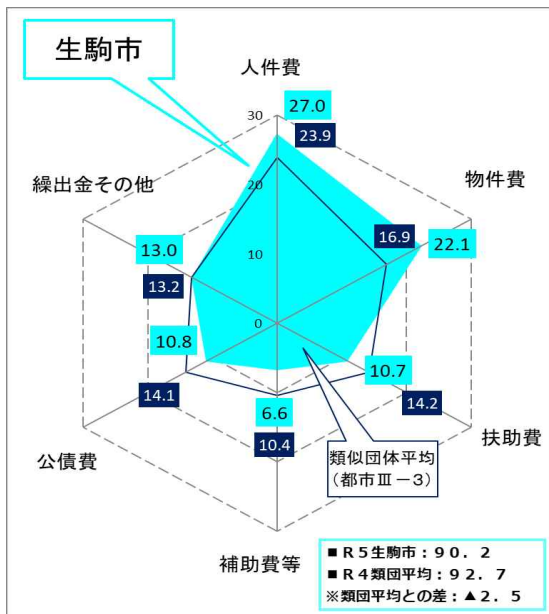 生駒市
人件費
30
27.0
23.9
繰出金その他
物件費
20
16.9
22.1
13.0
13.2
10
0
10.8
10.7
14.1
6.6
14.2
10.4
扶助費
公債費
類似団体平均
(都市Ⅲ－3)
補助費等
■R5生駒市：90.2
■R4類団平均：92.7
※類団平均との差：▲2.5